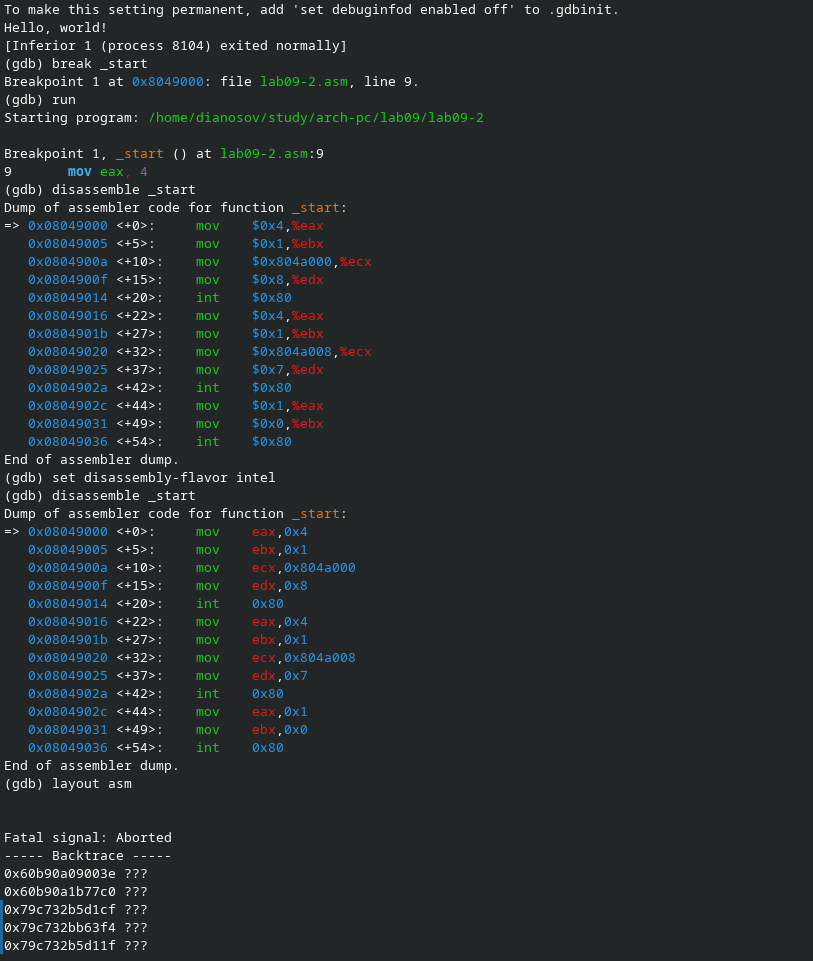 To make this setting permanent, add 'set debuginfod enabled off' to .gdbinit.
Hello, world!
[Inferior 1 (process 8104) exited normally]
(gdb) break _start
Breakpoint 1 at 0x8049000: file lab09-2.asm, line 9.
(gdb) run
Starting program: /home/dianosov/study/arch-pc/lab09/lab09-2

Breakpoint 1, _start () at lab09-2.asm:9
9       mov eax, 4
(gdb) disassemble _start
Dump of assembler code for function _start:
=> 0x08049000 <+0>:     mov    $0x4,%eax
   0x08049005 <+5>:     mov    $0x1,%ebx
   0x0804900a <+10>:    mov    $0x804a000,%ecx
   0x0804900f <+15>:    mov    $0x8,%edx
   0x08049014 <+20>:    int    $0x80
   0x08049016 <+22>:    mov    $0x4,%eax
   0x0804901b <+27>:    mov    $0x1,%ebx
   0x08049020 <+32>:    mov    $0x804a008,%ecx
   0x08049025 <+37>:    mov    $0x7,%edx
   0x0804902a <+42>:    int    $0x80
   0x0804902c <+44>:    mov    $0x1,%eax
   0x08049031 <+49>:    mov    $0x0,%ebx
   0x08049036 <+54>:    int    $0x80
End of assembler dump.
(gdb) set disassembly-flavor intel
(gdb) disassemble _start
Dump of assembler code for function _start:
=> 0x08049000 <+0>:     mov    eax,0x4
   0x08049005 <+5>:     mov    ebx,0x1
   0x0804900a <+10>:    mov    ecx,0x804a000
   0x0804900f <+15>:    mov    edx,0x8
   0x08049014 <+20>:    int    0x80
   0x08049016 <+22>:    mov    eax,0x4
   0x0804901b <+27>:    mov    ebx,0x1
   0x08049020 <+32>:    mov    ecx,0x804a008
   0x08049025 <+37>:    mov    edx,0x7
   0x0804902a <+42>:    int    0x80
   0x0804902c <+44>:    mov    eax,0x1
   0x08049031 <+49>:    mov    ebx,0x0
   0x08049036 <+54>:    int    0x80
End of assembler dump.
(gdb) layout asm

Fatal signal: Aborted
----- Backtrace -----
0x60b90a09003e ???
0x60b90a1b77c0 ???
0x79c732b5d1cf ???
0x79c732bb63f4 ???
0x79c732b5d11f ???